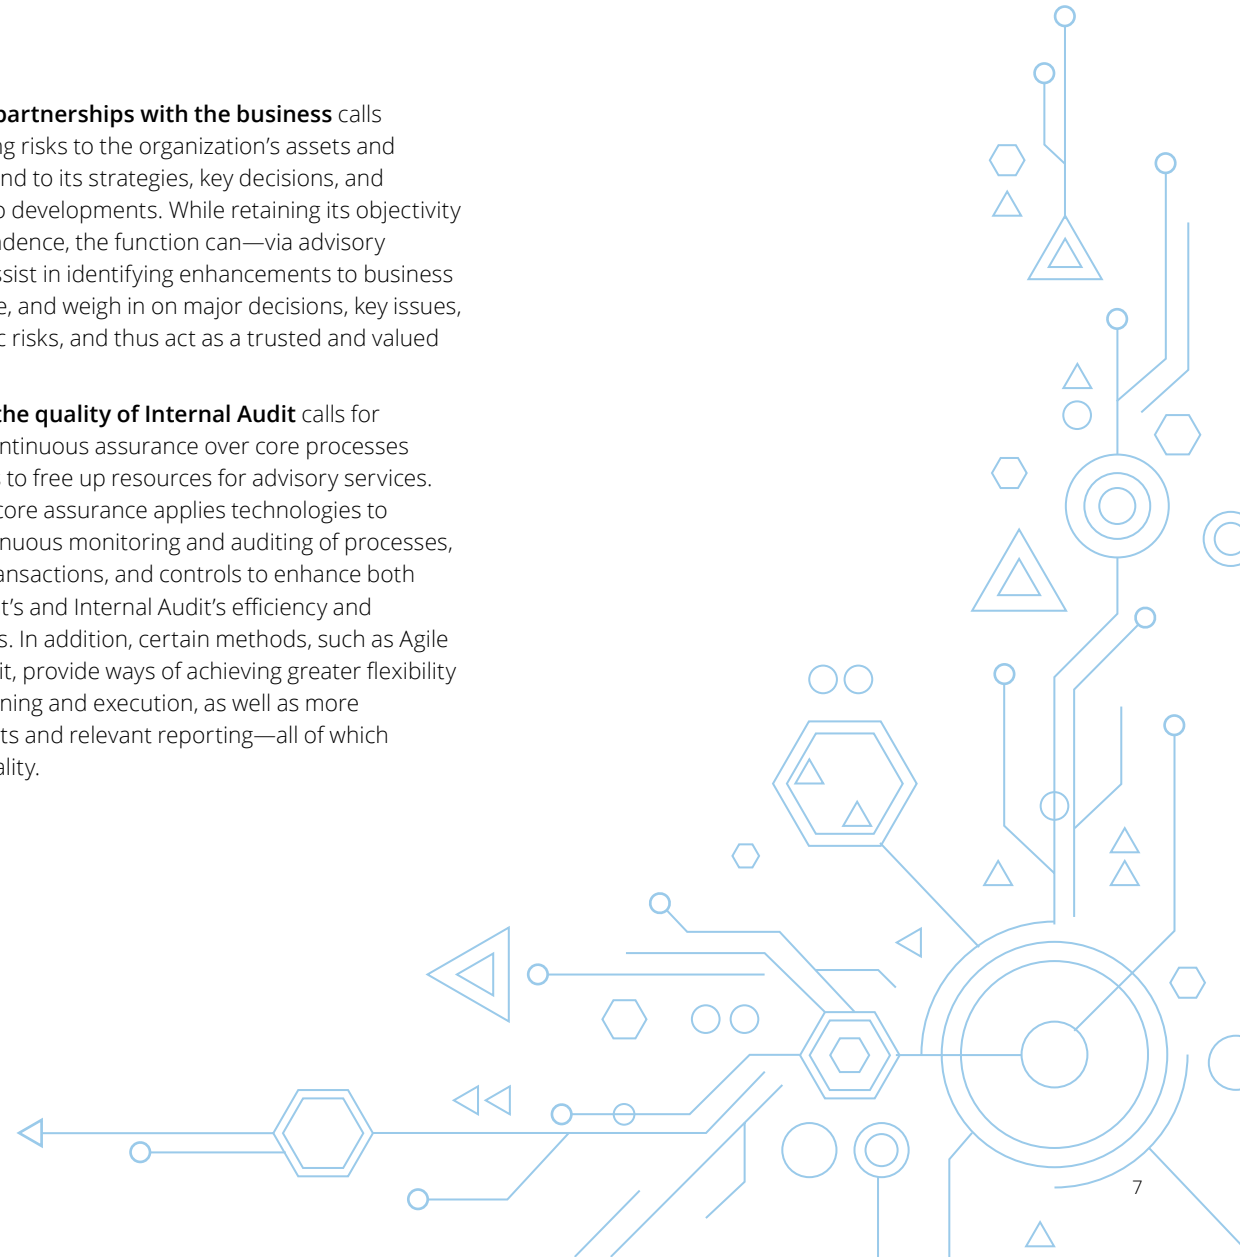 partnerships with the business calls
ng risks to the organization’s assets and
nd to its strategies, key decisions, and
developments. While retaining its objectivity
dence, the function can—via advisory
ssist in identifying enhancements to business
e, and weigh in on major decisions, key issues,
c risks, and thus act as a trusted and valued
the quality of Internal Audit calls for
ntinuous assurance over core processes
s to free up resources for advisory services.
core assurance applies technologies to
nuous monitoring and auditing of processes,
ansactions, and controls to enhance both
t’s and Internal Audit’s efficiency and
s. In addition, certain methods, such as Agile
it, provide ways of achieving greater flexibility
ning and execution, as well as more
ts and relevant reporting—all of which
ality.
7